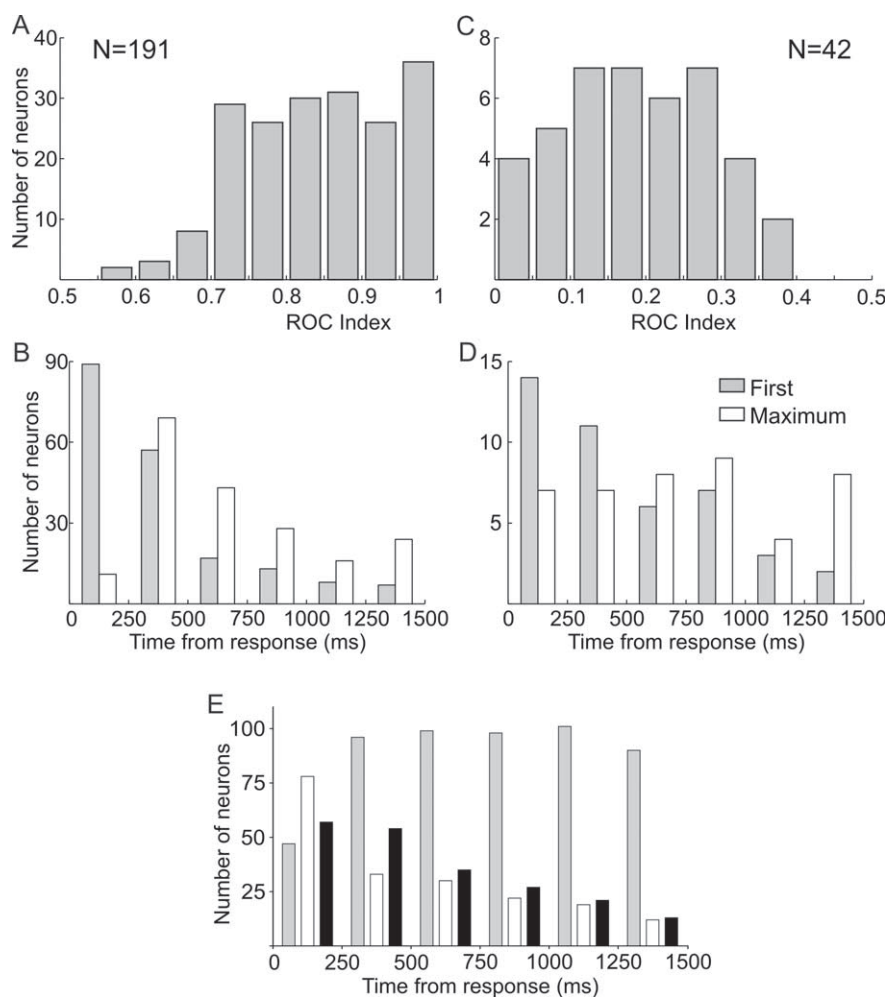 A
C
40
N=191
8
N=42
30
6
20
4
10
2
Number of neurons
0.5
0.6
0.7
0.8
0.9
1
0
0.1
0.2
0.3
0.4
0.5
ROC Index
ROC Index
B
D
90
15
First
Maximum
60
10
30
5
Number of neurons
Number of neurons
0
250
500
750
1000
1250
1500
0
250
500
750
1000
1250
1500
Time from response (ms)
Time from response (ms)
E
100
75
50
25
Number of neurons
0
250
500
750
1000
1250
1500
Time from response (ms)